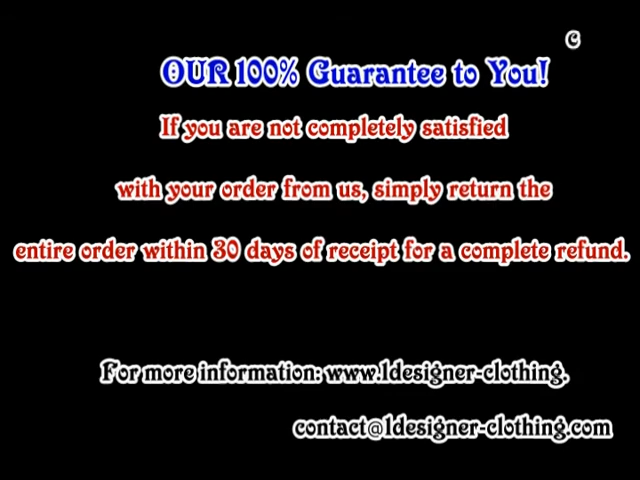 c
OUR 100% Guarantee to You!
If you are not completely satisfied
with your order from us, simply return the
entire order within 30 days of receipt for a complete refund.
For more information: www.1designer-clothing.
contact@1designer-clothing.com